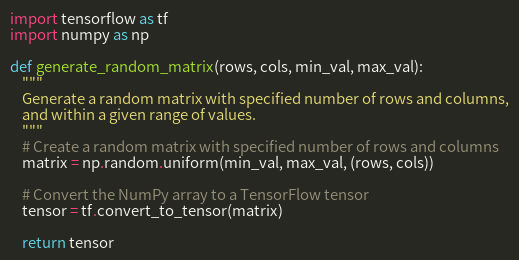 import tensorflow as tf
import numpy as np

def generate_random_matrix(rows, cols, min_val, max_val):
    """
    Generate a random matrix with specified number of rows and columns,
    and within a given range of values.
    """
    # Create a random matrix with specified number of rows and columns
    matrix = np.random.uniform(min_val, max_val, (rows, cols))

    # Convert the NumPy array to a TensorFlow tensor
    tensor = tf.convert_to_tensor(matrix)

    return tensor